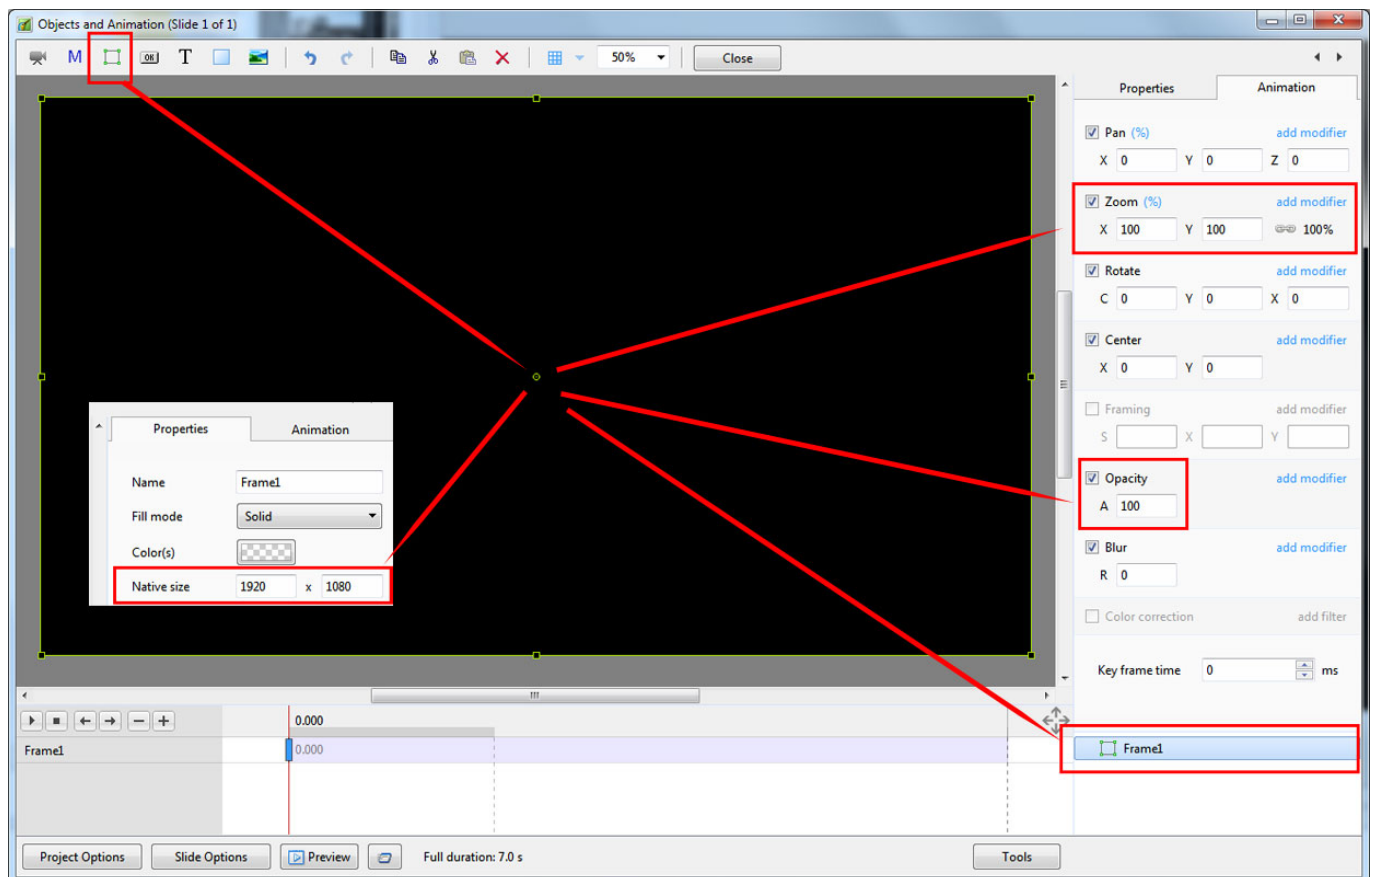 Objects and Animation (Slide 1 of 1)
M OK T 50% Close
Properties Animation
Pan (%) add modifier
X 0 Y 0 Z 0
Zoom (%) add modifier
X 100 Y 100 100%
Rotate add modifier
C 0 Y 0 X 0
Center add modifier
X 0 Y 0
Framing add modifier
S X Y
Opacity add modifier
A 100
Blur add modifier
R 0
Color correction add filter
Key frame time 0 ms
Properties Animation
Name Frame1
Fill mode Solid
Color(s)
Native size 1920 x 1080
0.000
Frame1 0.000
Frame1
Project Options Slide Options Preview Full duration: 7.0 s Tools